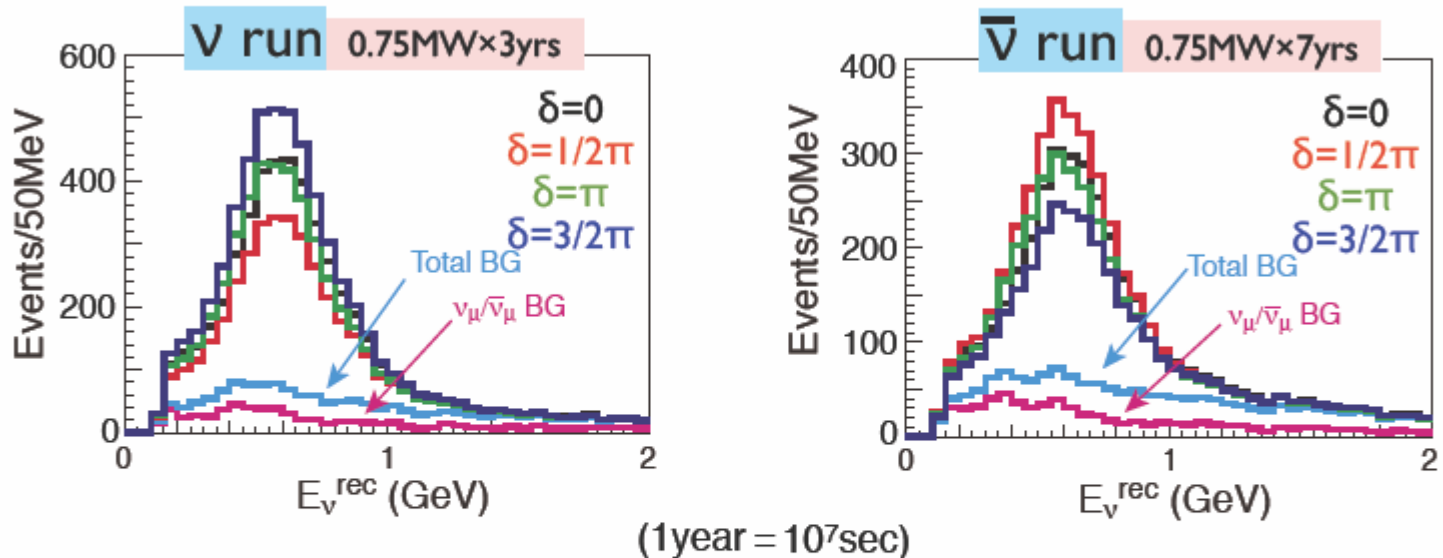 ν run 0.75MW×3yrs
600
400
200
0
Events/50MeV
δ=0
δ=1/2π
δ=π
δ=3/2π
Total BG
νμ/ν̅μ BG
0 1 2
Eνrec (GeV)
ν̅ run 0.75MW×7yrs
400
300
200
100
0
Events/50MeV
δ=0
δ=1/2π
δ=π
δ=3/2π
Total BG
νμ/ν̅μ BG
0 1 2
Eνrec (GeV)
(1year = 10⁷sec)